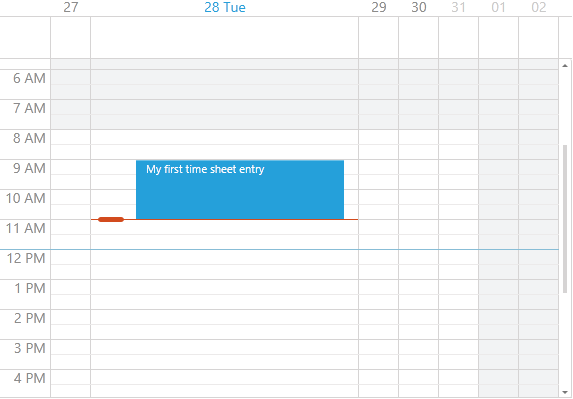 27 28 Tue 29 30 31 01 02
6 AM
7 AM
8 AM
9 AM My first time sheet entry
10 AM
11 AM
12 PM
1 PM
2 PM
3 PM
4 PM